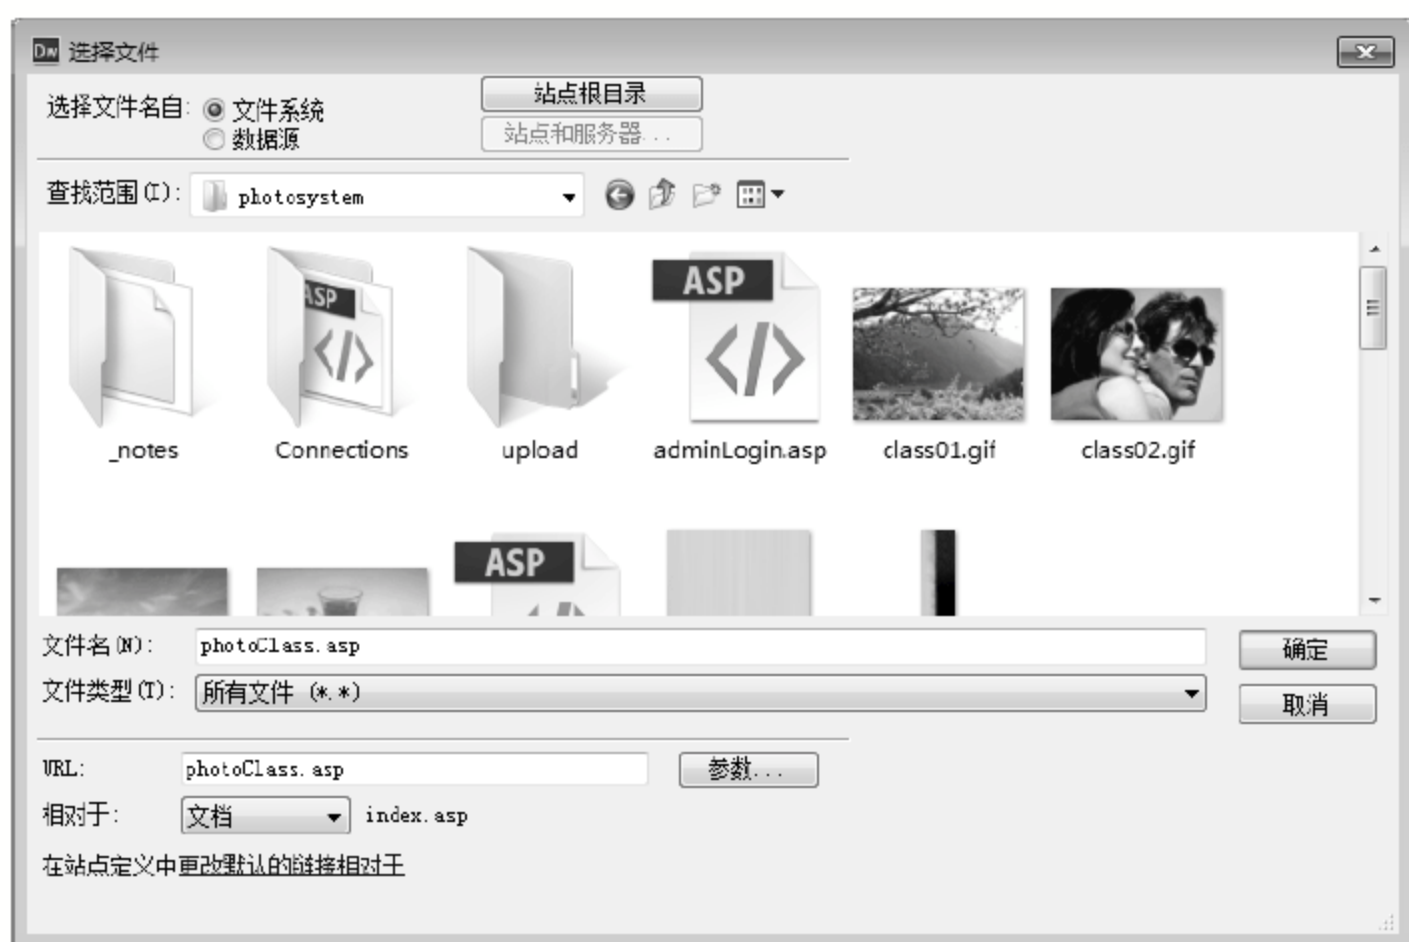 Dw 选择文件
选择文件名自: 文件系统
数据源
站点根目录
站点和服务器...
查找范围(I): photosystem
ASP
ASP
_notes
Connections
upload
adminLogin.asp
class01.gif
class02.gif
ASP
文件名(N): photoClass.asp
确定
文件类型(T): 所有文件 (*.*)
取消
URL: photoClass.asp 参数...
相对于: 文档 index.asp
在站点定义中更改默认的链接相对于